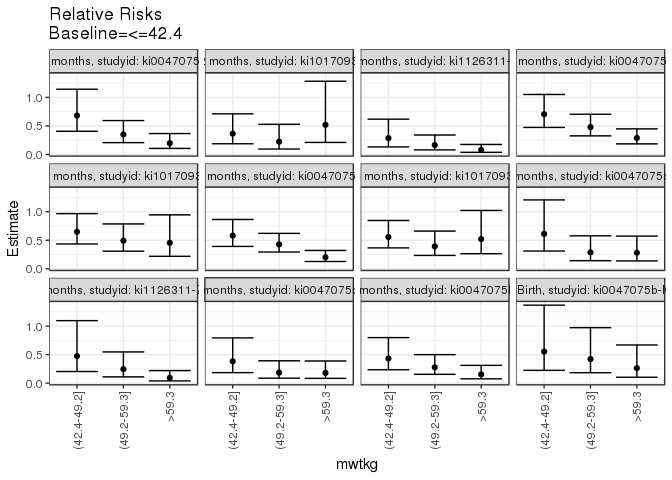 Relative Risks
Baseline=<=42.4
months, studyid: ki0047075
months, studyid: ki1017093
months, studyid: ki1126311-
months, studyid: ki0047075
1.0
0.5
0.0
months, studyid: ki1017093
months, studyid: ki0047075
months, studyid: ki1017093
months, studyid: ki0047075
1.0
0.5
0.0
months, studyid: ki1126311-
months, studyid: ki0047075
months, studyid: ki0047075
Birth, studyid: ki0047075b-
1.0
0.5
0.0
Estimate
(42.4-49.2]
(49.2-59.3]
>59.3
(42.4-49.2]
(49.2-59.3]
>59.3
(42.4-49.2]
(49.2-59.3]
>59.3
(42.4-49.2]
(49.2-59.3]
>59.3
mwtkg